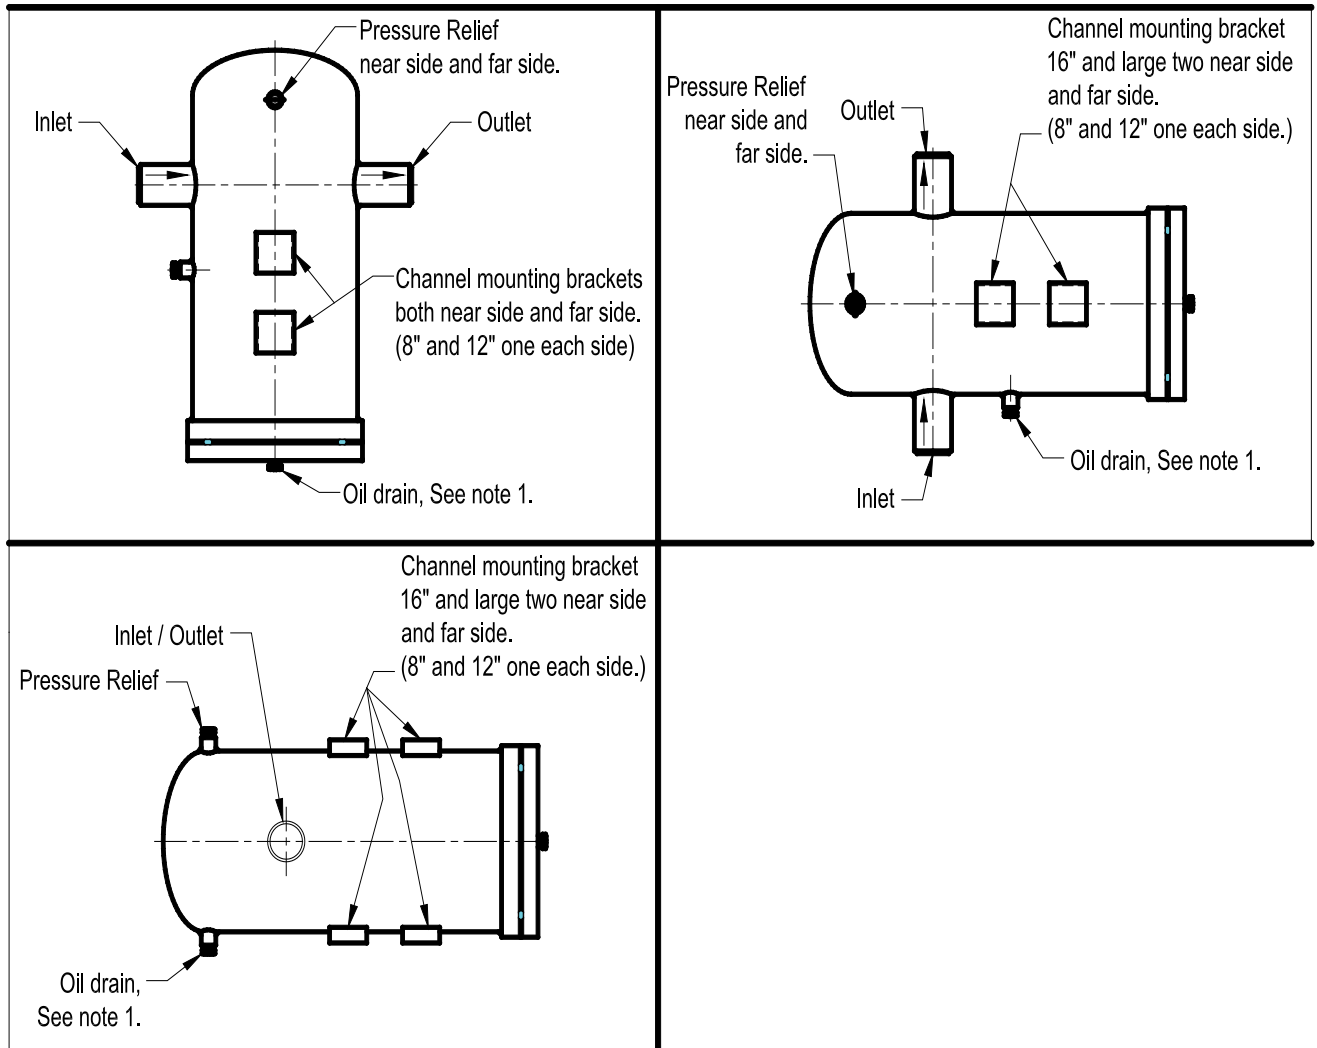 Pressure Relief
near side and far side.
Inlet
Outlet
Channel mounting brackets
both near side and far side.
(8" and 12" one each side)
Oil drain, See note 1.
Channel mounting bracket
16" and large two near side
and far side.
(8" and 12" one each side.)
Pressure Relief
near side and
far side.
Outlet
Oil drain, See note 1.
Inlet
Channel mounting bracket
16" and large two near side
and far side.
(8" and 12" one each side.)
Inlet / Outlet
Pressure Relief
Oil drain,
See note 1.